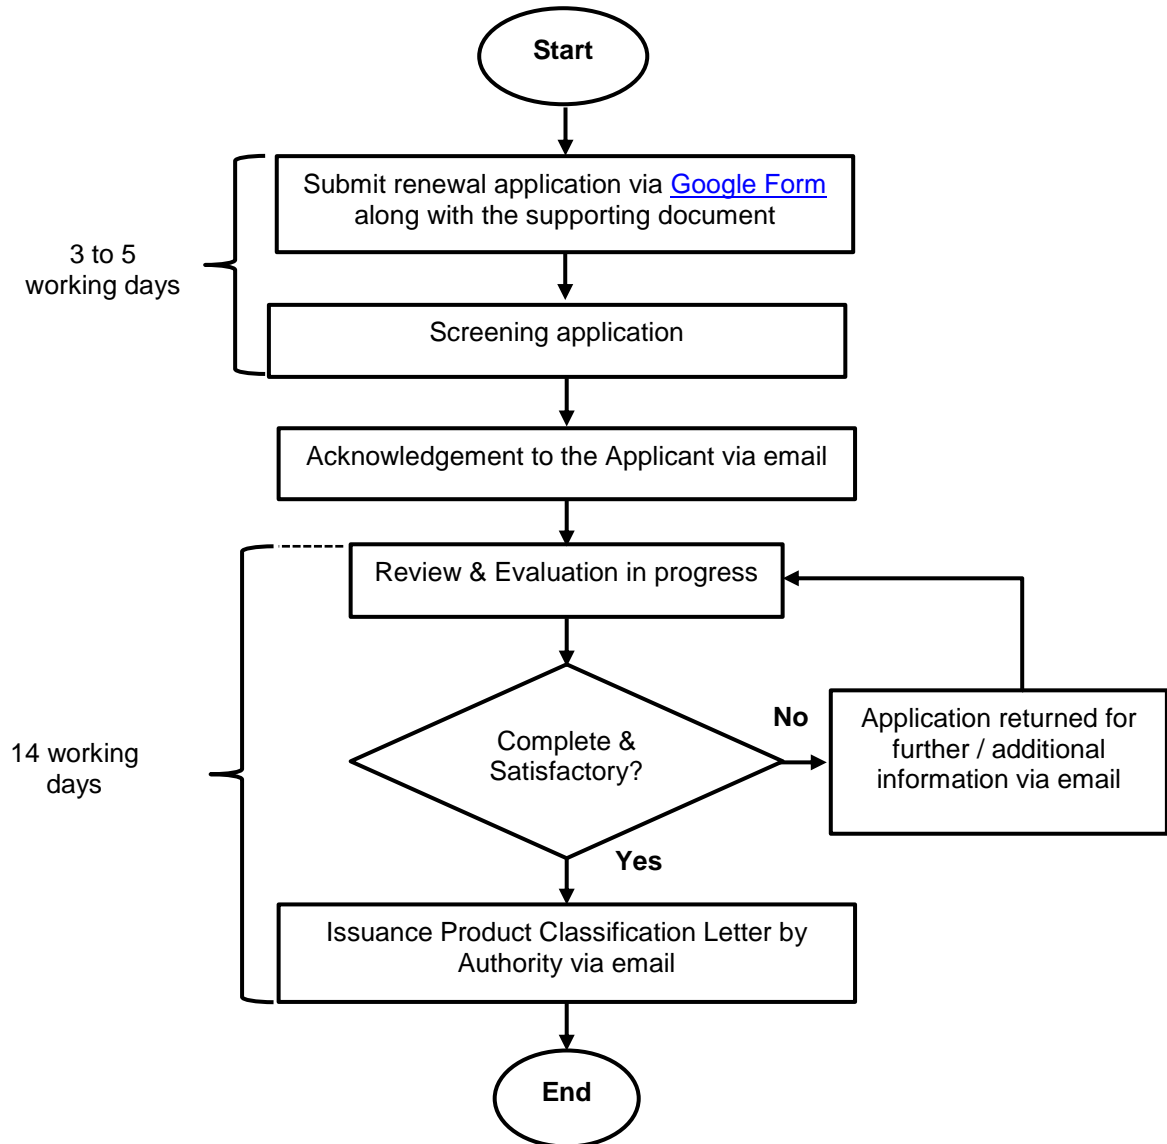 Start
Submit renewal application via Google Form
along with the supporting document
3 to 5
working days
Screening application
Acknowledgement to the Applicant via email
Review & Evaluation in progress
14 working
days
Complete &
Satisfactory?
No
Application returned for
further / additional
information via email
Yes
Issuance Product Classification Letter by
Authority via email
End